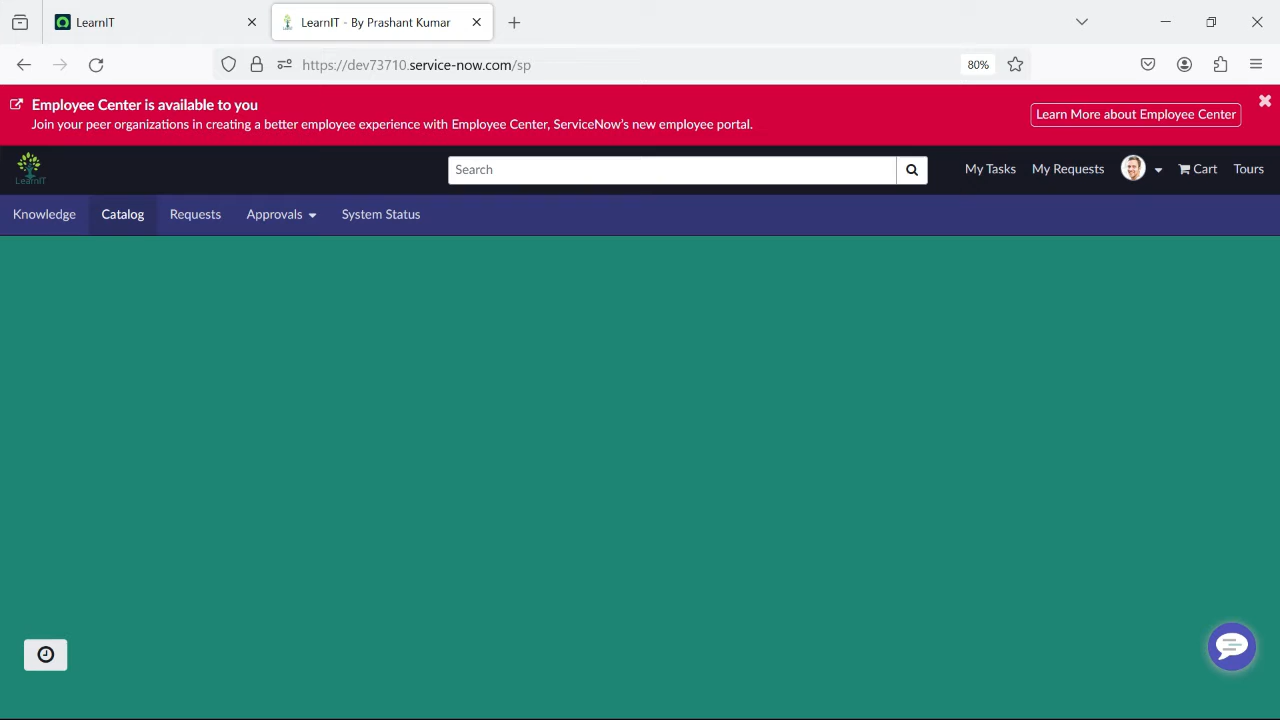 LearnIT
LearnIT - By Prashant Kumar
https://dev73710.service-now.com/sp
80%
Employee Center is available to you
Join your peer organizations in creating a better employee experience with Employee Center, ServiceNow's new employee portal.
Learn More about Employee Center
LearnIT
Search
My Tasks
My Requests
Cart
Tours
Knowledge
Catalog
Requests
Approvals
System Status